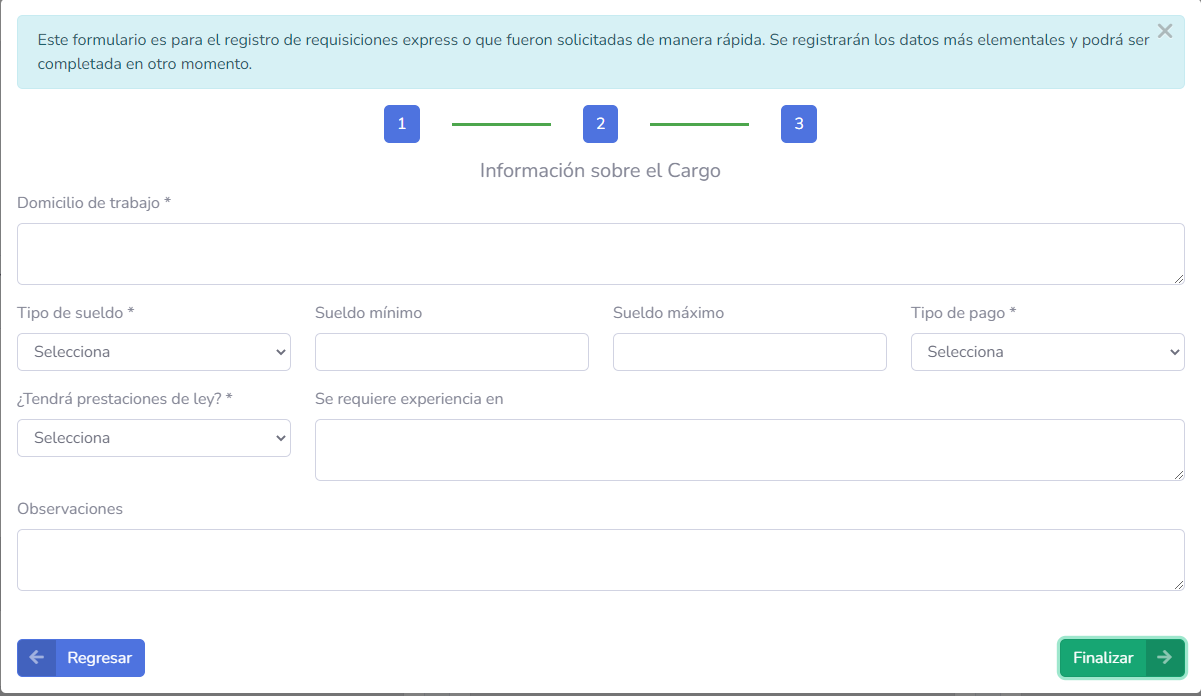 Este formulario es para el registro de requisiciones express o que fueron solicitadas de manera rápida. Se registrarán los datos más elementales y podrá ser
completada en otro momento.
1 2 3
Información sobre el Cargo
Domicilio de trabajo *
Tipo de sueldo * Sueldo mínimo Sueldo máximo Tipo de pago *
Selecciona Selecciona
¿Tendrá prestaciones de ley? * Se requiere experiencia en
Selecciona
Observaciones
Regresar Finalizar